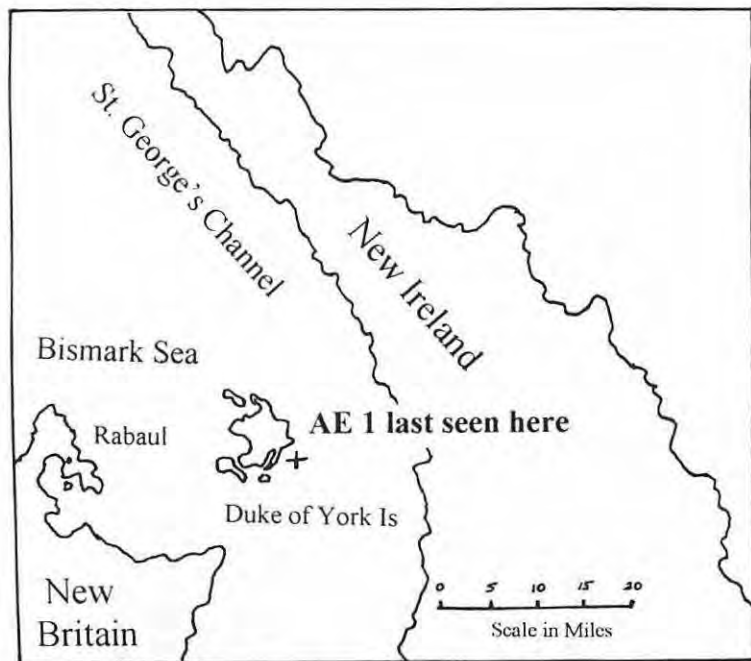 St. George's Channel
New Ireland
Bismark Sea
Rabaul
AE 1 last seen here
Duke of York Is
New
Britain
0 5 10 15 20
Scale in Miles